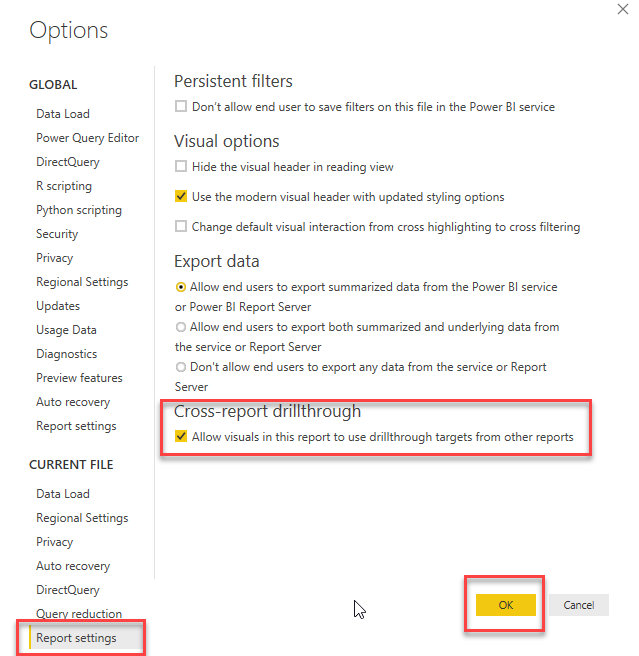 Options
GLOBAL
Data Load
Power Query Editor
DirectQuery
R scripting
Python scripting
Security
Privacy
Regional Settings
Updates
Usage Data
Diagnostics
Preview features
Auto recovery
Report settings
CURRENT FILE
Data Load
Regional Settings
Privacy
Auto recovery
DirectQuery
Query reduction
Report settings
Persistent filters
Don't allow end user to save filters on this file in the Power BI service
Visual options
Hide the visual header in reading view
Use the modern visual header with updated styling options
Change default visual interaction from cross highlighting to cross filtering
Export data
Allow end users to export summarized data from the Power BI service
or Power BI Report Server
Allow end users to export both summarized and underlying data from
the service or Report Server
Don't allow end users to export any data from the service or Report
Server
Cross-report drillthrough
Allow visuals in this report to use drillthrough targets from other reports
OK
Cancel